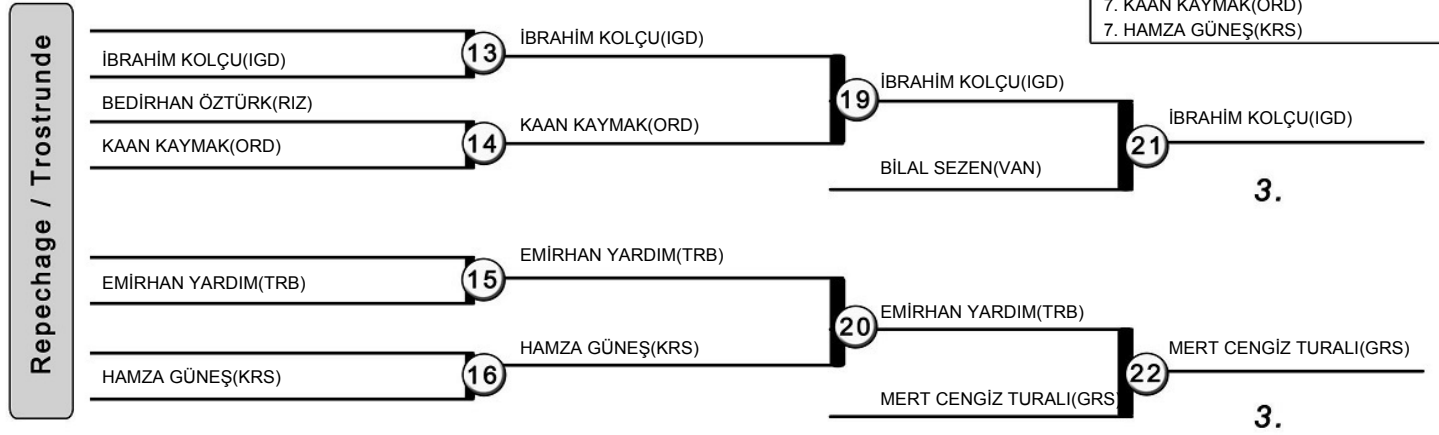 7. KAAN KAYMAK(ORD)
7. HAMZA GÜNEŞ(KRS)
Repechage / Trostrunde
İBRAHİM KOLÇU(IGD)
13
İBRAHİM KOLÇU(IGD)
BEDİRHAN ÖZTÜRK(RIZ)
KAAN KAYMAK(ORD)
14
KAAN KAYMAK(ORD)
19
İBRAHİM KOLÇU(IGD)
BİLAL SEZEN(VAN)
21
İBRAHİM KOLÇU(IGD)
3.
EMİRHAN YARDIM(TRB)
15
EMİRHAN YARDIM(TRB)
HAMZA GÜNEŞ(KRS)
16
HAMZA GÜNEŞ(KRS)
20
EMİRHAN YARDIM(TRB)
MERT CENGİZ TURALI(GRS
22
MERT CENGİZ TURALI(GRS)
3.